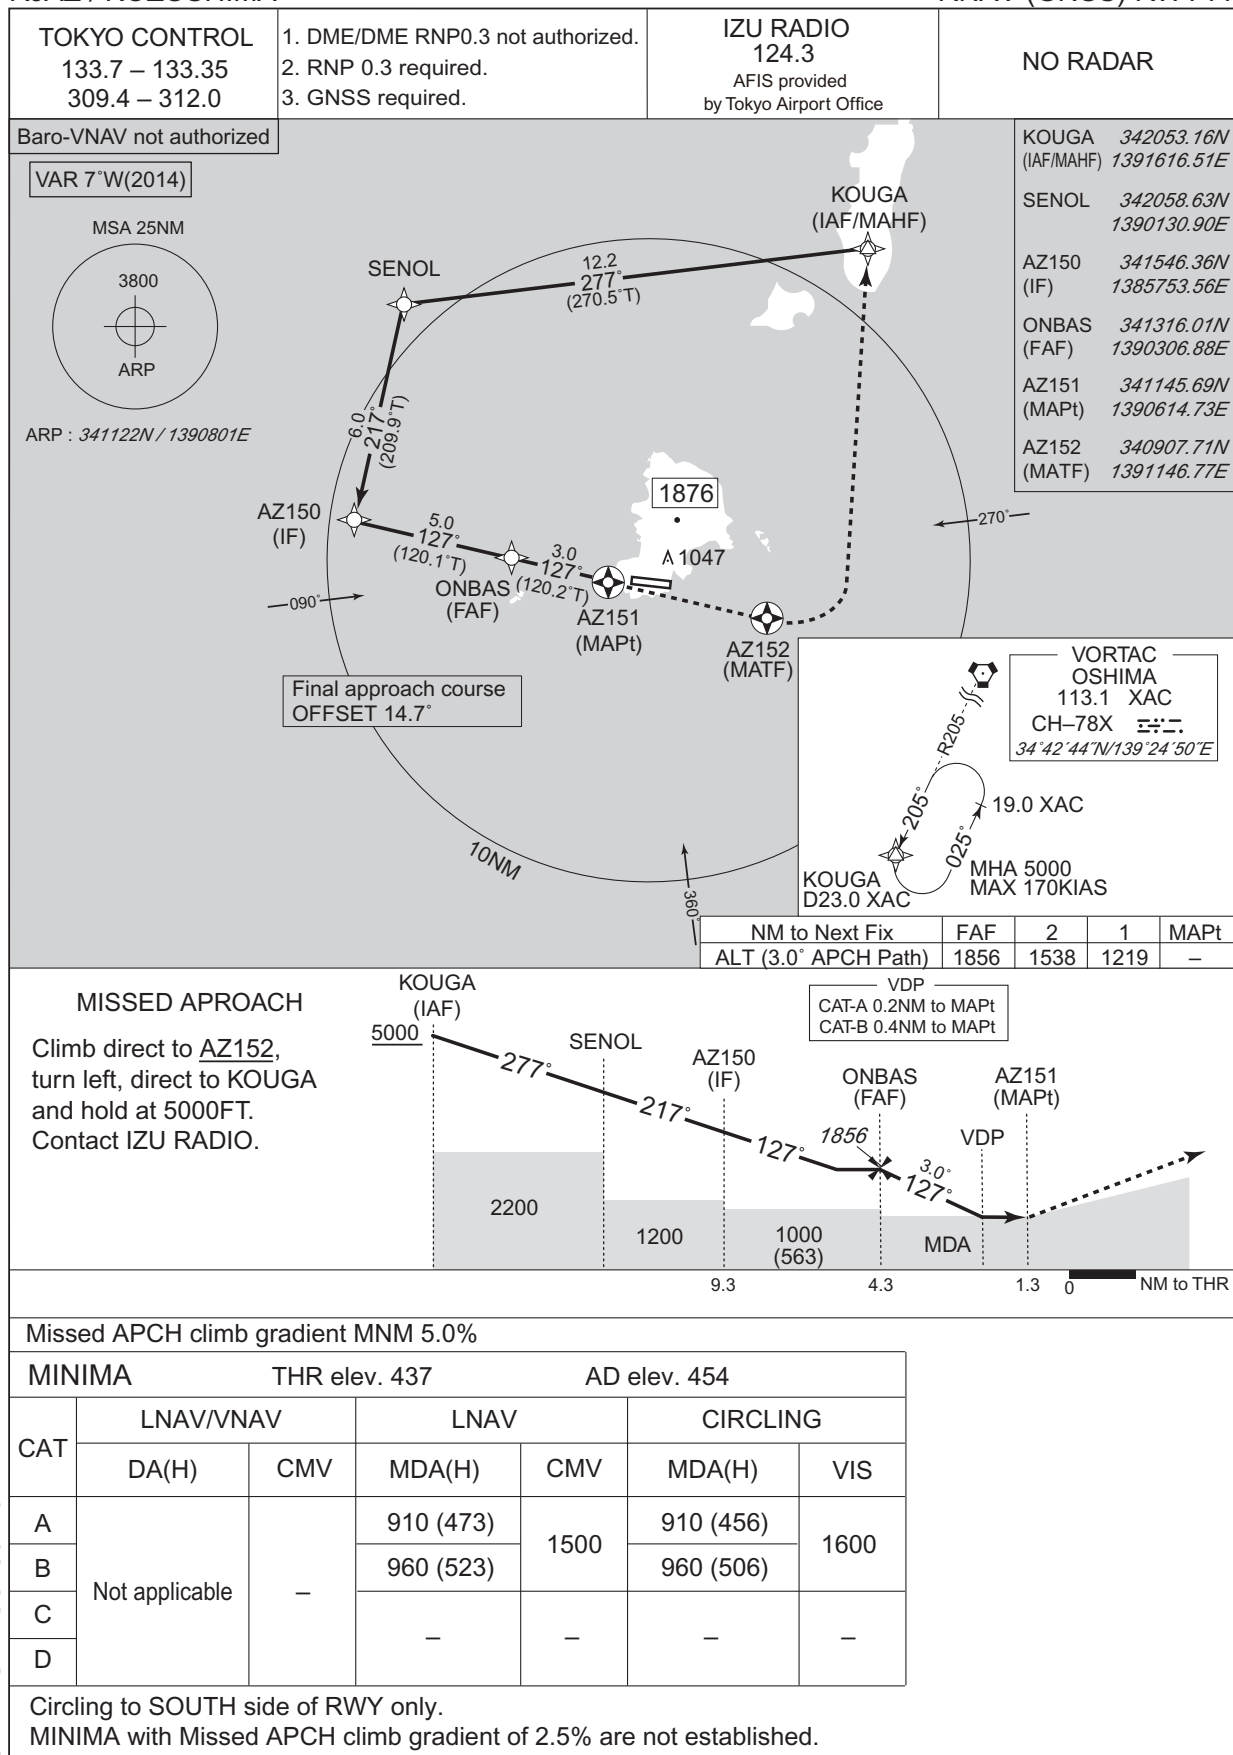 TOKYO CONTROL
133.7 – 133.35
309.4 – 312.0
1. DME/DME RNP0.3 not authorized.
2. RNP 0.3 required.
3. GNSS required.
IZU RADIO
124.3
AFIS provided
by Tokyo Airport Office
NO RADAR
Baro-VNAV not authorized
VAR 7˚W(2014)
MSA 25NM
3800
ARP
ARP : 341122N / 1390801E
KOUGA 342053.16N
(IAF/MAHF) 1391616.51E
SENOL 342058.63N
1390130.90E
AZ150 341546.36N
(IF) 1385753.56E
ONBAS 341316.01N
(FAF) 1390306.88E
AZ151 341145.69N
(MAPt) 1390614.73E
AZ152 340907.71N
(MATF) 1391146.77E
KOUGA
(IAF/MAHF)
SENOL
12.2
277˚
(270.5˚T)
6.0
217˚
(209.9˚T)
AZ150
(IF)
5.0
127˚
(120.1˚T)
ONBAS
(FAF)
3.0
127˚
(120.2˚T)
AZ151
(MAPt)
1876
1047
AZ152
(MATF)
270˚
090˚
360˚
10NM
Final approach course
OFFSET 14.7˚
VORTAC
OSHIMA
113.1 XAC
CH–78X
34˚42´44˝N/139˚24´50˝E
R205
205˚
025˚
19.0 XAC
KOUGA
D23.0 XAC
MHA 5000
MAX 170KIAS
NM to Next Fix FAF 2 1 MAPt
ALT (3.0˚ APCH Path) 1856 1538 1219 –
MISSED APROACH
Climb direct to AZ152,
turn left, direct to KOUGA
and hold at 5000FT.
Contact IZU RADIO.
KOUGA
(IAF)
5000
277˚
SENOL
217˚
AZ150
(IF)
127˚
1856
ONBAS
(FAF)
3.0˚
127˚
VDP
CAT-A 0.2NM to MAPt
CAT-B 0.4NM to MAPt
VDP
AZ151
(MAPt)
2200
1200
1000
(563)
MDA
9.3 4.3 1.3 0 NM to THR
Missed APCH climb gradient MNM 5.0%
MINIMA THR elev. 437 AD elev. 454
CAT LNAV/VNAV LNAV CIRCLING
DA(H) CMV MDA(H) CMV MDA(H) VIS
A Not applicable – 910 (473) 1500 910 (456) 1600
B 960 (523) 960 (506)
C – – – –
D
Circling to SOUTH side of RWY only.
MINIMA with Missed APCH climb gradient of 2.5% are not established.